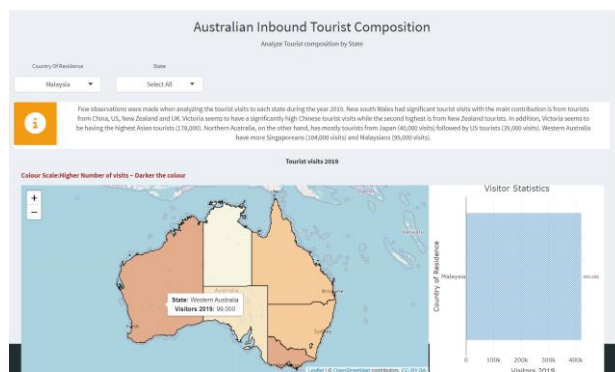 Australian Inbound Tourist Composition
Analyze Tourist composition by State
Country Of Residence
State
Malaysia
Select All
Few observations were made when analyzing the tourist visits to each state during the year 2019. New south Wales had significant tourist visits with the main contribution is from tourists
from China, US, New Zealand and UK. Victoria seems to have a significantly high Chinese tourist visits while the second highest is from New Zealand tourists. In addition, Victoria seems to
be having the highest Asian tourists (178,000). Northern Australia, on the other hand, has mostly tourists from Japan (40,000 visits) followed by US tourists (39,000 visits). Western Australia
have more Singaporeans (104,000 visits) and Malaysians (99,000 visits).
Tourist visits 2019
Colour Scale:Higher Number of visits – Darker the colour
Visitor Statistics
+
−
Australia
Brisbane
State: Western Australia
Visitors 2019: 99,000
Perth
Sydney
Country of Residence
Malaysia
0 100k 200k 300k 400k
Visitors 2019
Leaflet | © OpenStreetMap contributors, CC-BY-SA